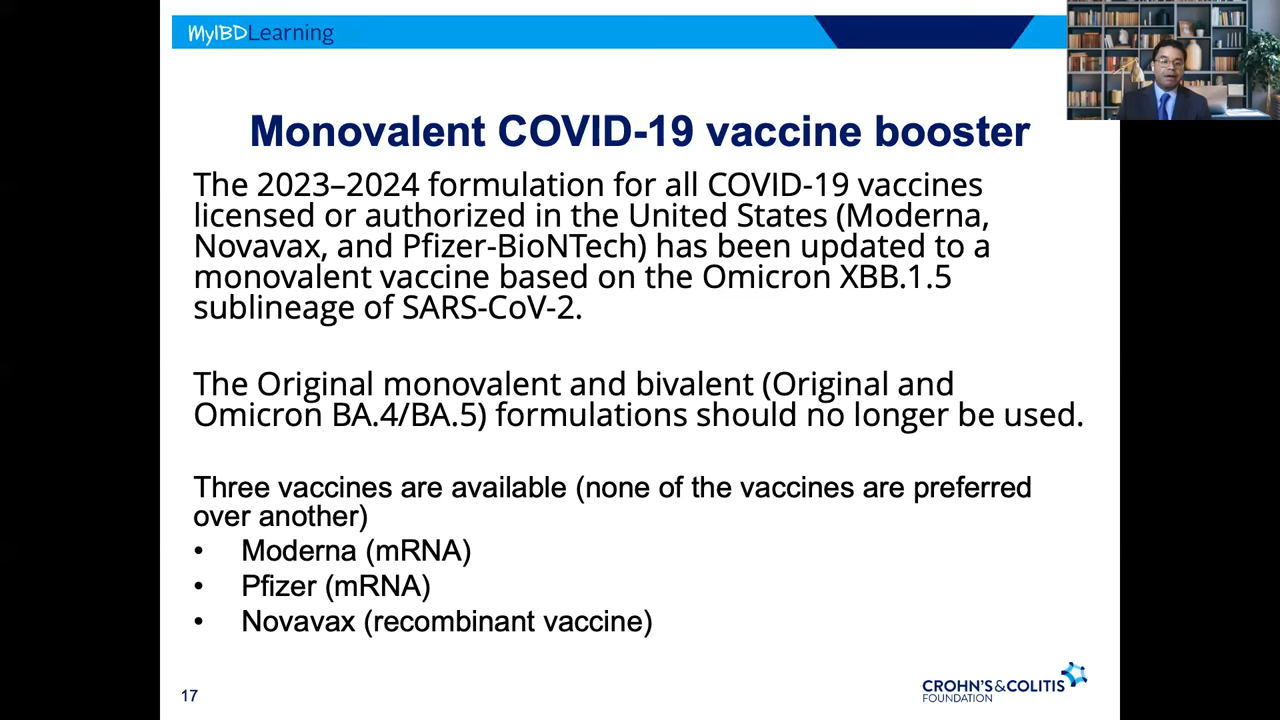 MyIBDLearning
Monovalent COVID-19 vaccine booster
The 2023–2024 formulation for all COVID-19 vaccines
licensed or authorized in the United States (Moderna,
Novavax, and Pfizer-BioNTech) has been updated to a
monovalent vaccine based on the Omicron XBB.1.5
sublineage of SARS-CoV-2.
The Original monovalent and bivalent (Original and
Omicron BA.4/BA.5) formulations should no longer be used.
Three vaccines are available (none of the vaccines are preferred
over another)
• Moderna (mRNA)
• Pfizer (mRNA)
• Novavax (recombinant vaccine)
17
CROHN'S&COLITIS
FOUNDATION